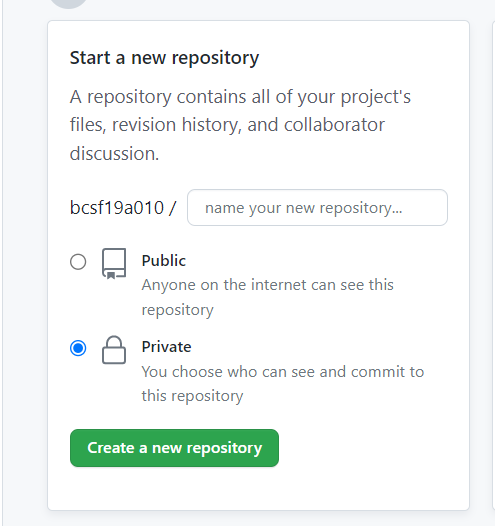 Start a new repository
A repository contains all of your project's
files, revision history, and collaborator
discussion.
bcsf19a010 / name your new repository...
Public
Anyone on the internet can see this
repository
Private
You choose who can see and commit to
this repository
Create a new repository